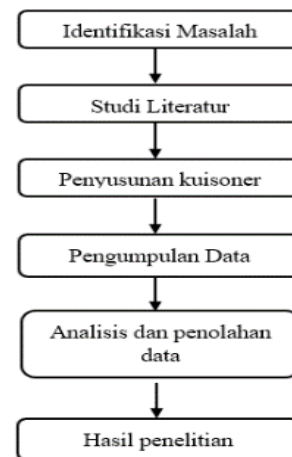 Identifikasi Masalah
Studi Literatur
Penyusunan kuisoner
Pengumpulan Data
Analisis dan penolahan
data
Hasil penelitian